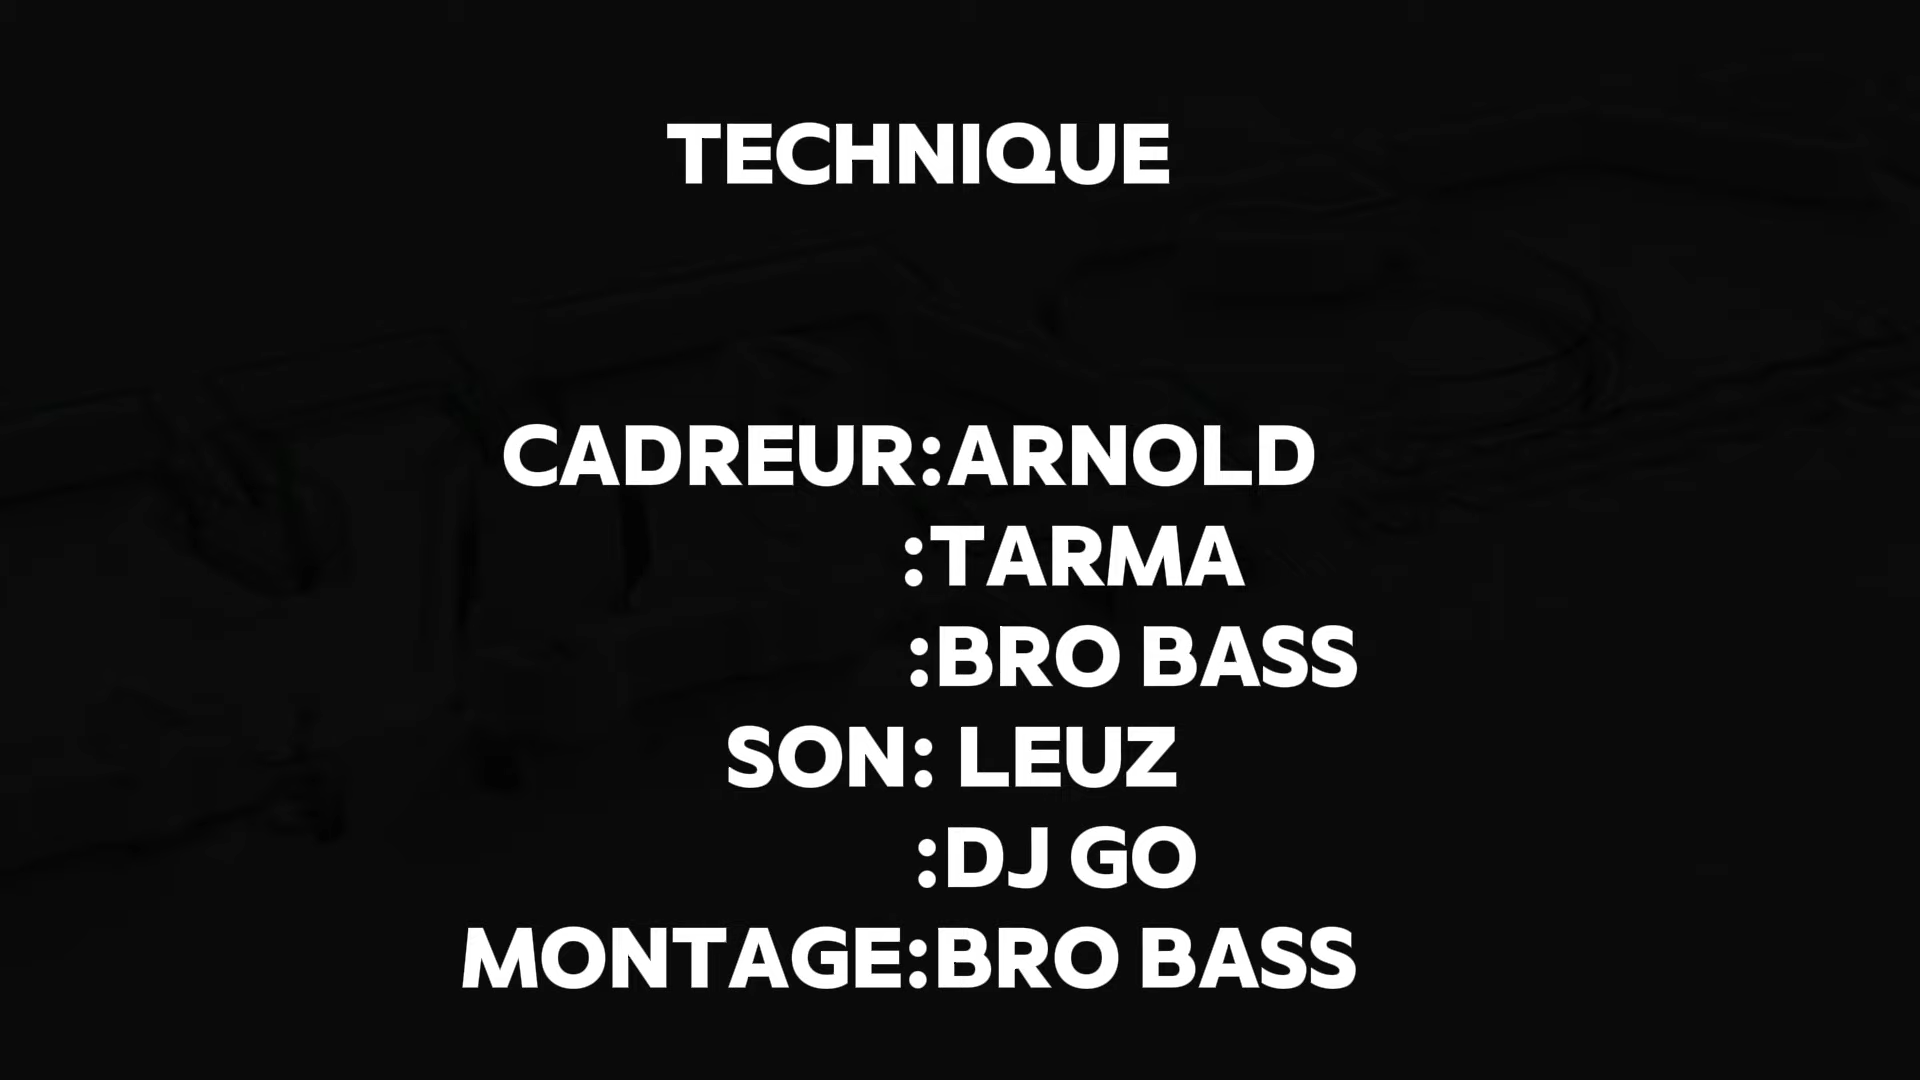 TECHNIQUE
CADREUR:ARNOLD
:TARMA
:BRO BASS
SON: LEUZ
:DJ GO
MONTAGE:BRO BASS